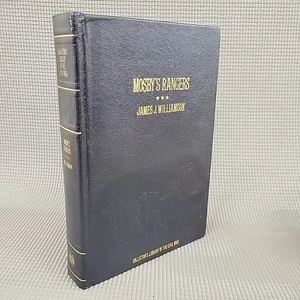 MOSBY'S RANGERS
★★★
JAMES J. WILLIAMSON
COLLECTOR'S LIBRARY OF THE CIVIL WAR